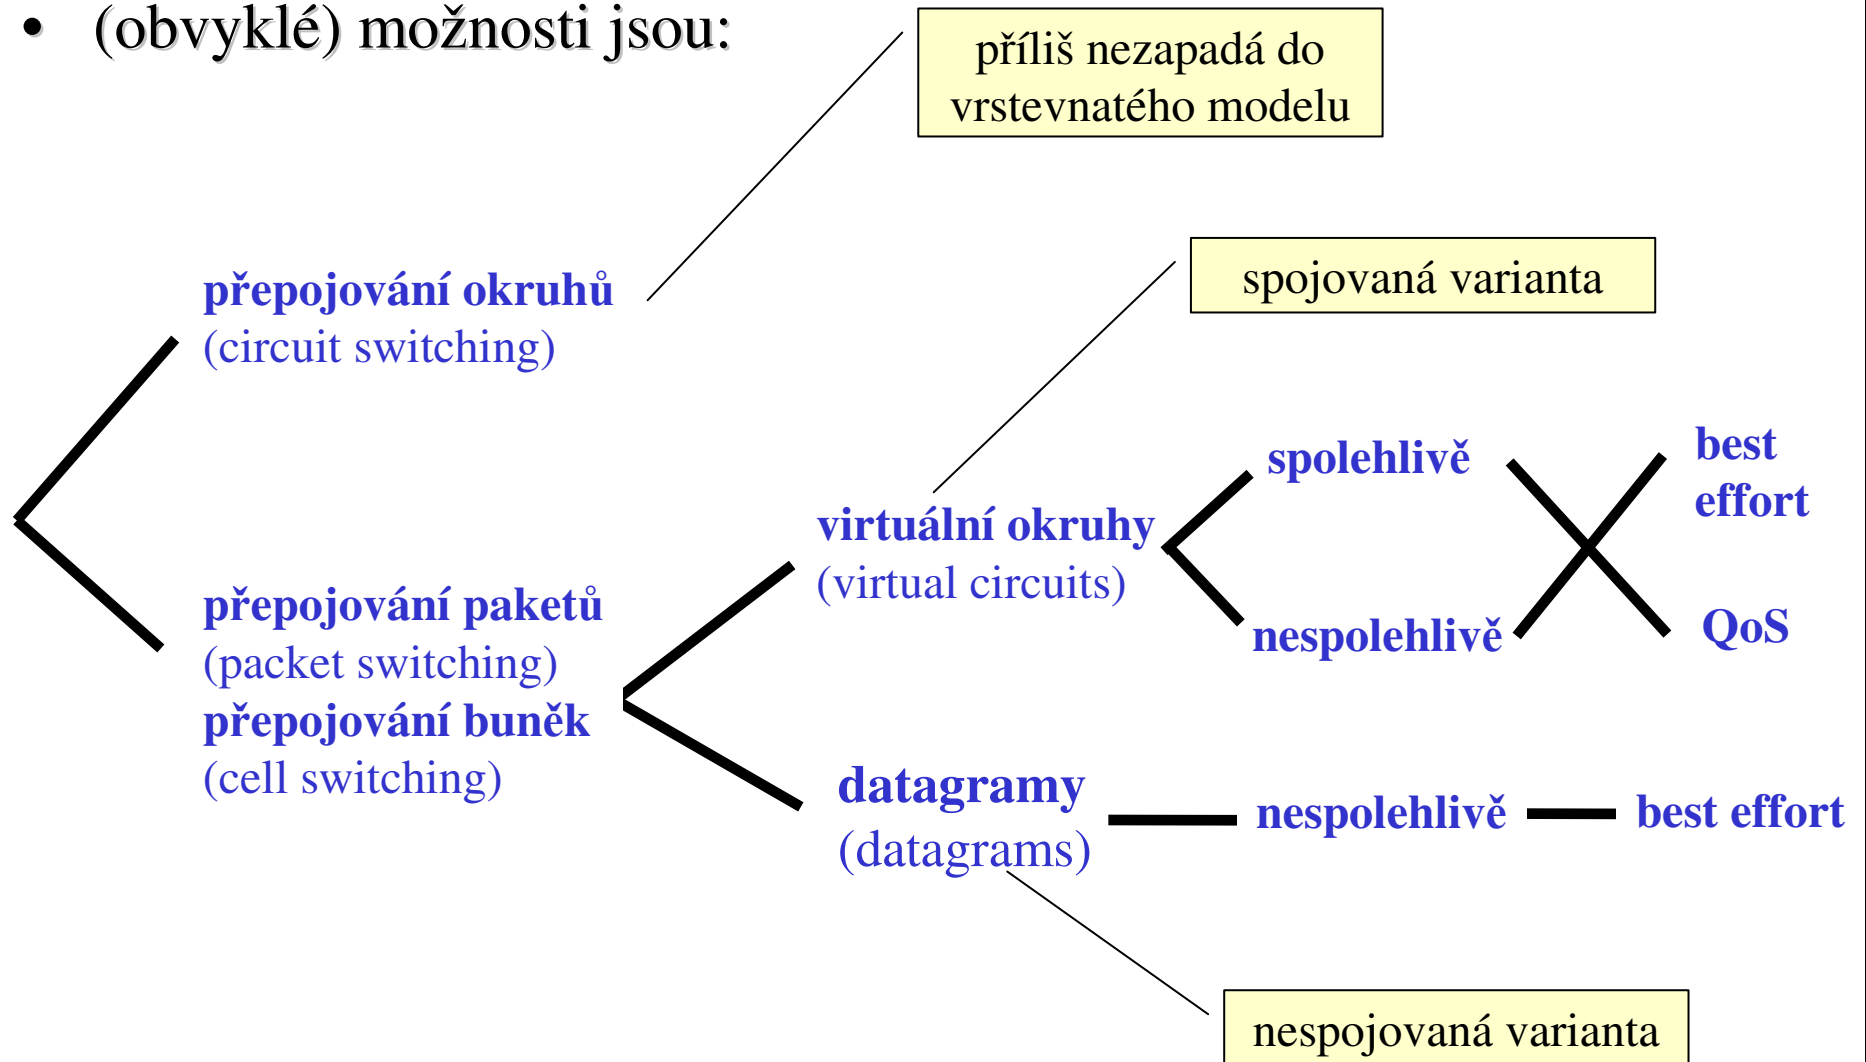 • (obvyklé) možnosti jsou:
příliš nezapadá do
vrstevnatého modelu
přepojování okruhů
(circuit switching)
spojovaná varianta
přepojování paketů
(packet switching)
přepojování buněk
(cell switching)
virtuální okruhy
(virtual circuits)
spolehlivě
nespolehlivě
best
effort
QoS
datagramy
(datagrams)
nespolehlivě
best effort
nespojovaná varianta